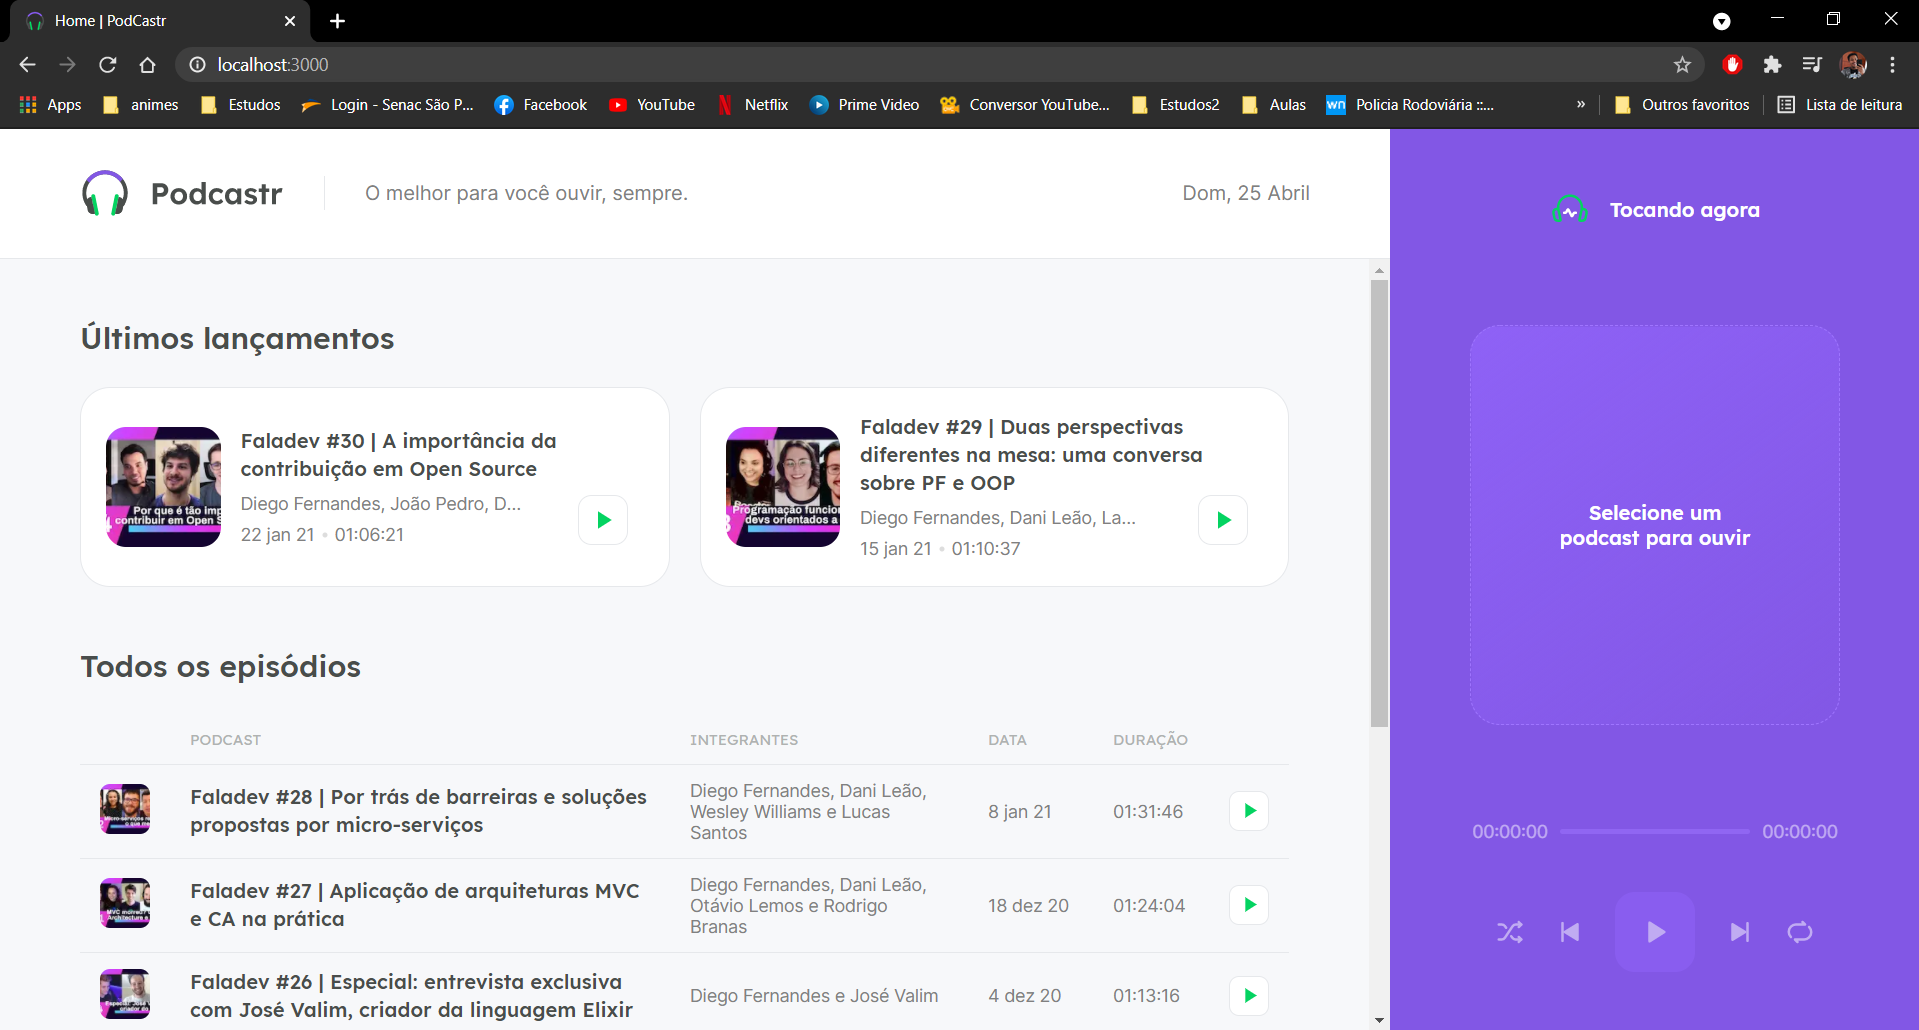 Home | PodCastr
localhost:3000
Apps
animes
Estudos
Login - Senac São P...
Facebook
YouTube
Netflix
Prime Video
Conversor YouTube...
Estudos2
Aulas
wn
Policia Rodoviária ::...
»
Outros favoritos
Lista de leitura
Podcastr
O melhor para você ouvir, sempre.
Dom, 25 Abril
Tocando agora
Últimos lançamentos
Faladev #30 | A importância da
contribuição em Open Source
Diego Fernandes, João Pedro, D...
22 jan 21 • 01:06:21
Por que é tão imp
contribuir em Open S
Faladev #29 | Duas perspectivas
diferentes na mesa: uma conversa
sobre PF e OOP
Diego Fernandes, Dani Leão, La...
15 jan 21 • 01:10:37
Programação funcion
devs orientados a
Selecione um
podcast para ouvir
Todos os episódios
PODCAST
INTEGRANTES
DATA
DURAÇÃO
Faladev #28 | Por trás de barreiras e soluções
propostas por micro-serviços
Diego Fernandes, Dani Leão,
Wesley Williams e Lucas
Santos
8 jan 21
01:31:46
Faladev #27 | Aplicação de arquiteturas MVC
e CA na prática
Diego Fernandes, Dani Leão,
Otávio Lemos e Rodrigo
Branas
18 dez 20
01:24:04
Faladev #26 | Especial: entrevista exclusiva
com José Valim, criador da linguagem Elixir
Diego Fernandes e José Valim
4 dez 20
01:13:16
00:00:00
00:00:00